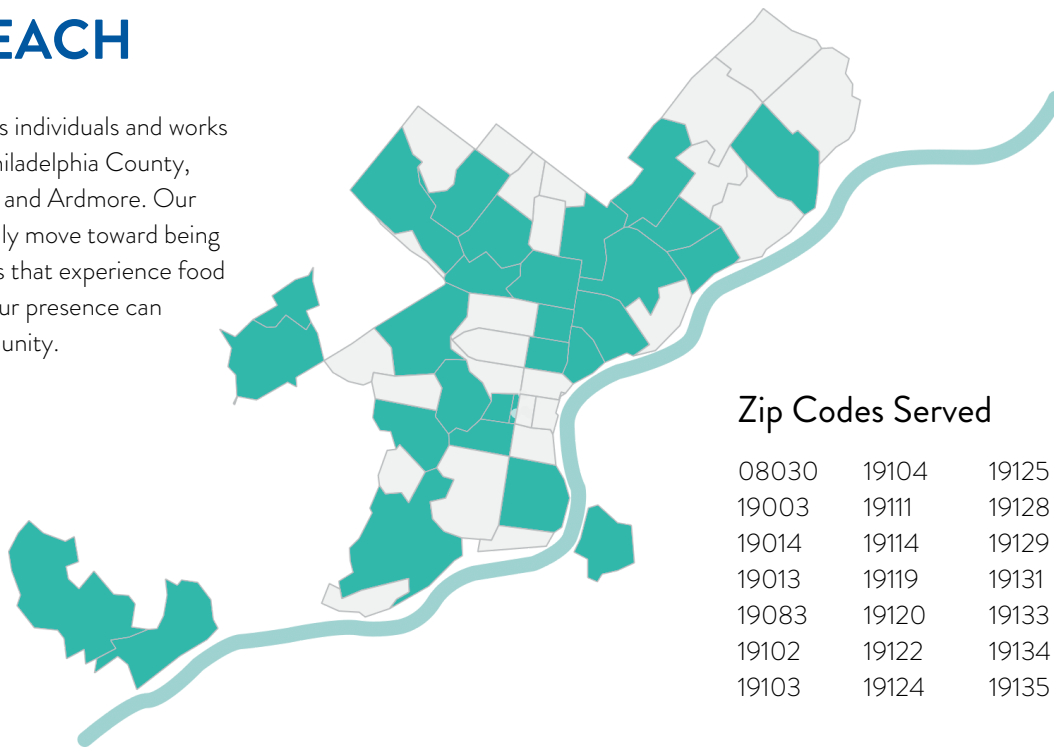 EACH
s individuals and works
hiladelphia County,
and Ardmore. Our
ly move toward being
s that experience food
ur presence can
unity.
Zip Codes Served
08030 19104 19125
19003 19111 19128
19014 19114 19129
19013 19119 19131
19083 19120 19133
19102 19122 19134
19103 19124 19135